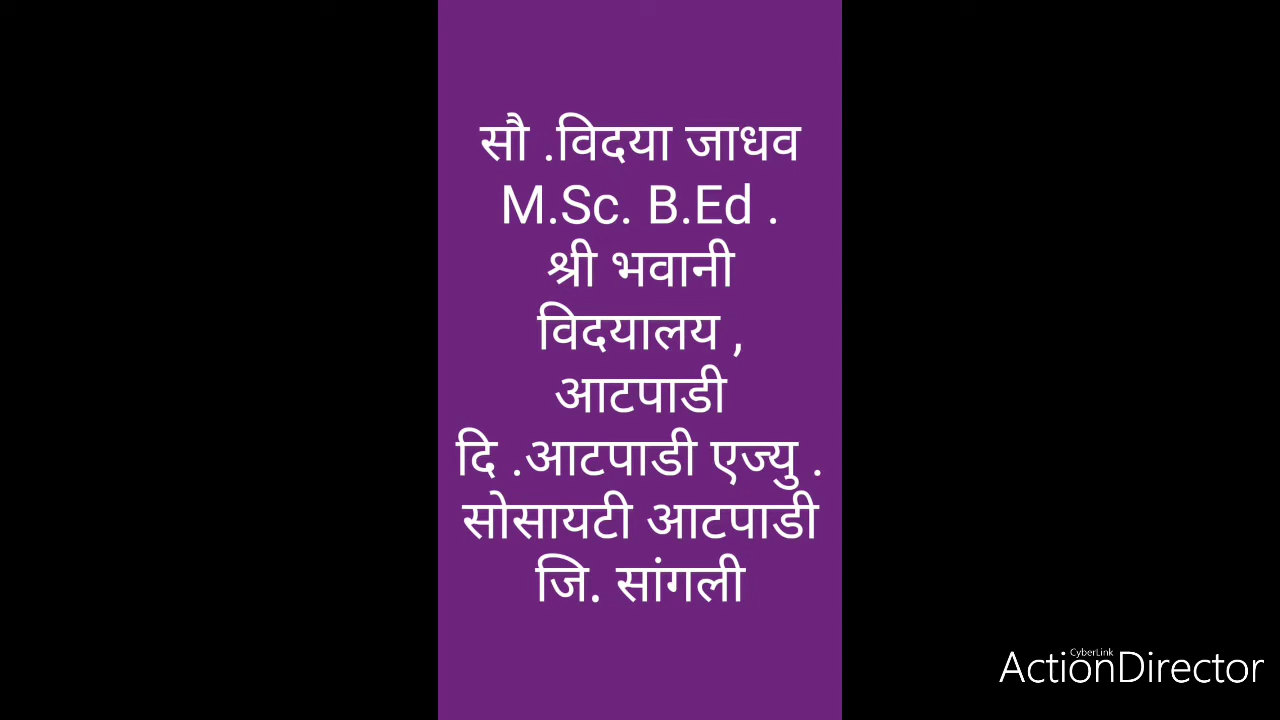 सौ .विदया जाधव
M.Sc. B.Ed .
श्री भवानी
विदयालय ,
आटपाडी
दि .आटपाडी एज्यु .
सोसायटी आटपाडी
जि. सांगली
CyberLink
ActionDirector